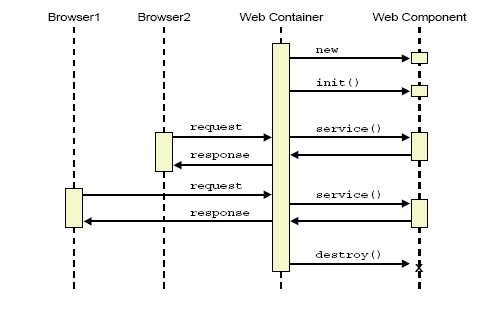 Browser1 Browser2 Web Container Web Component
new
init()
request service()
response
request service()
response
destroy()
x